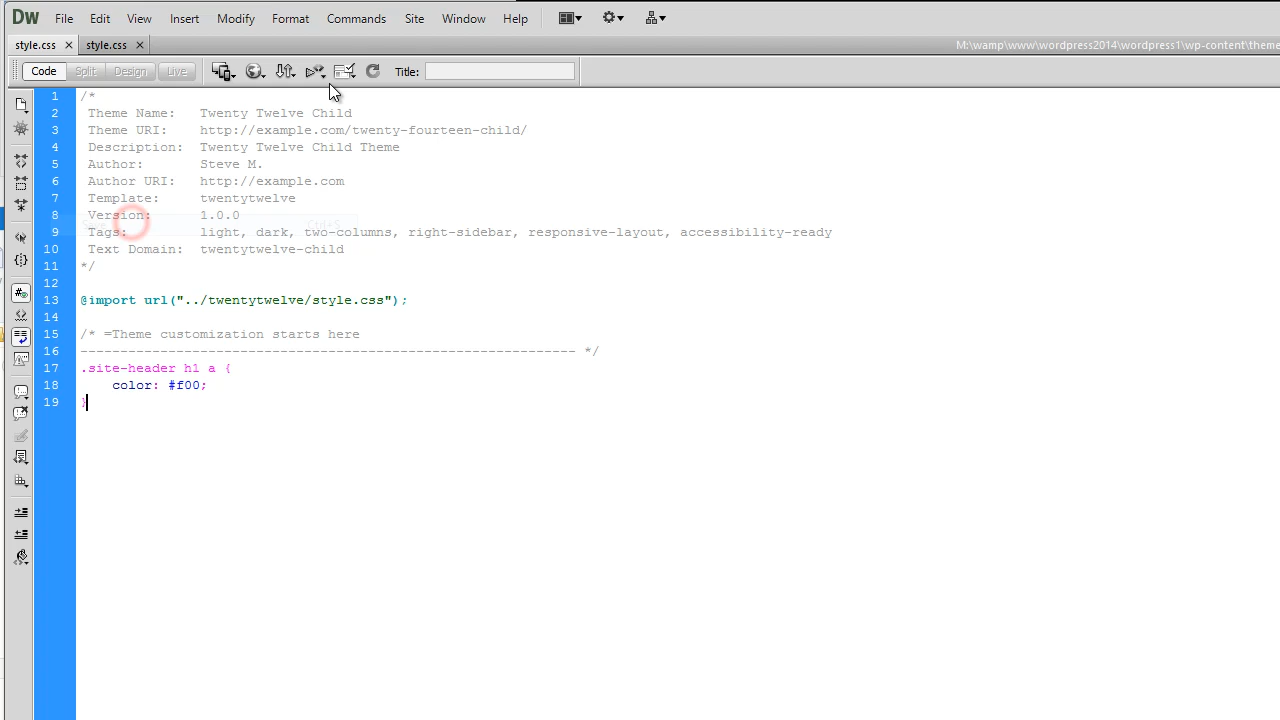 Dw File Edit View Insert Modify Format Commands Site Window Help
style.css × style.css × M:\wamp\www\wordpress2014\wordpress1\wp-content\theme
Code Split Design Live Title:
1 /*
2 Theme Name: Twenty Twelve Child
3 Theme URI: http://example.com/twenty-fourteen-child/
4 Description: Twenty Twelve Child Theme
5 Author: Steve M.
6 Author URI: http://example.com
7 Template: twentytwelve
8 Version: 1.0.0
9 Tags: light, dark, two-columns, right-sidebar, responsive-layout, accessibility-ready
10 Text Domain: twentytwelve-child
11 */
12
13 @import url("../twentytwelve/style.css");
14
15 /* =Theme customization starts here
16 -------------------------------------------------------------- */
17 .site-header h1 a {
18 color: #f00;
19 }